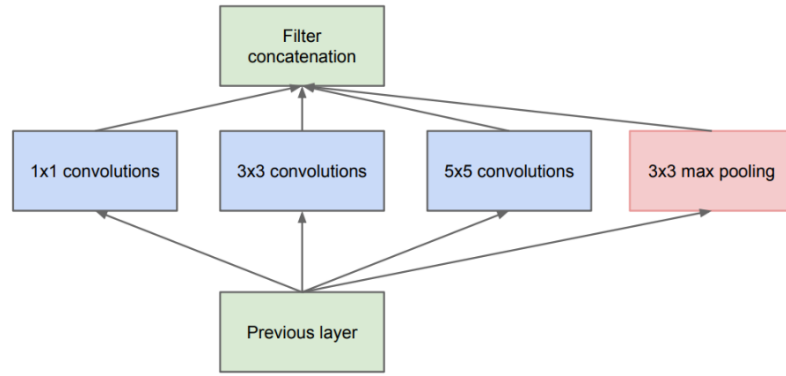 Filter
concatenation
1x1 convolutions
3x3 convolutions
5x5 convolutions
3x3 max pooling
Previous layer